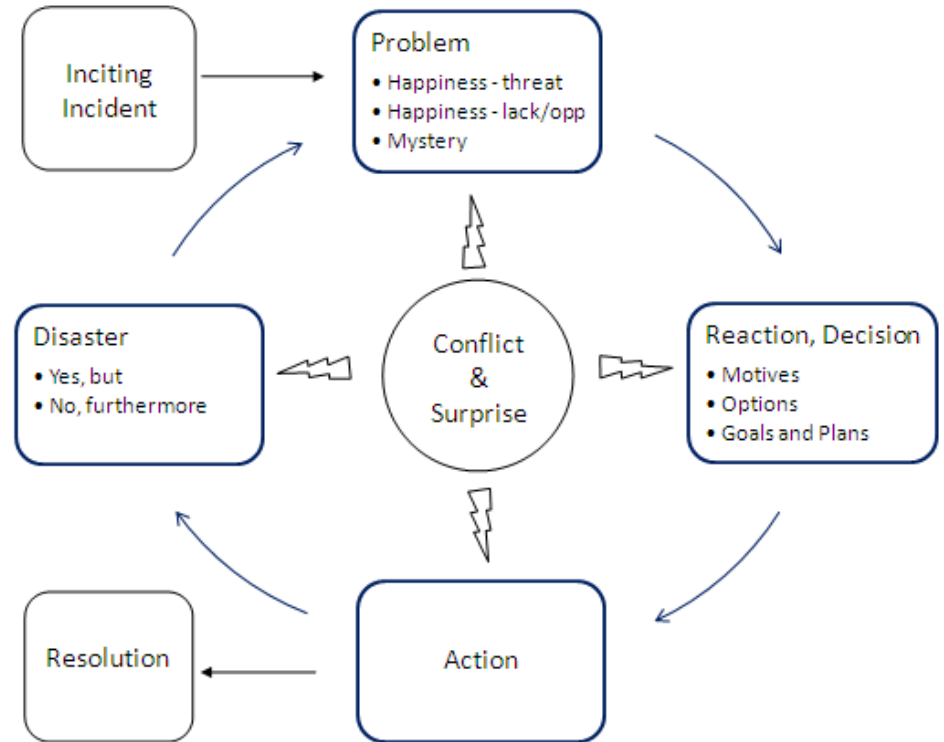 Inciting
Incident
Problem
• Happiness - threat
• Happiness - lack/opp
• Mystery
Disaster
• Yes, but
• No, furthermore
Conflict
&
Surprise
Reaction, Decision
• Motives
• Options
• Goals and Plans
Resolution
Action